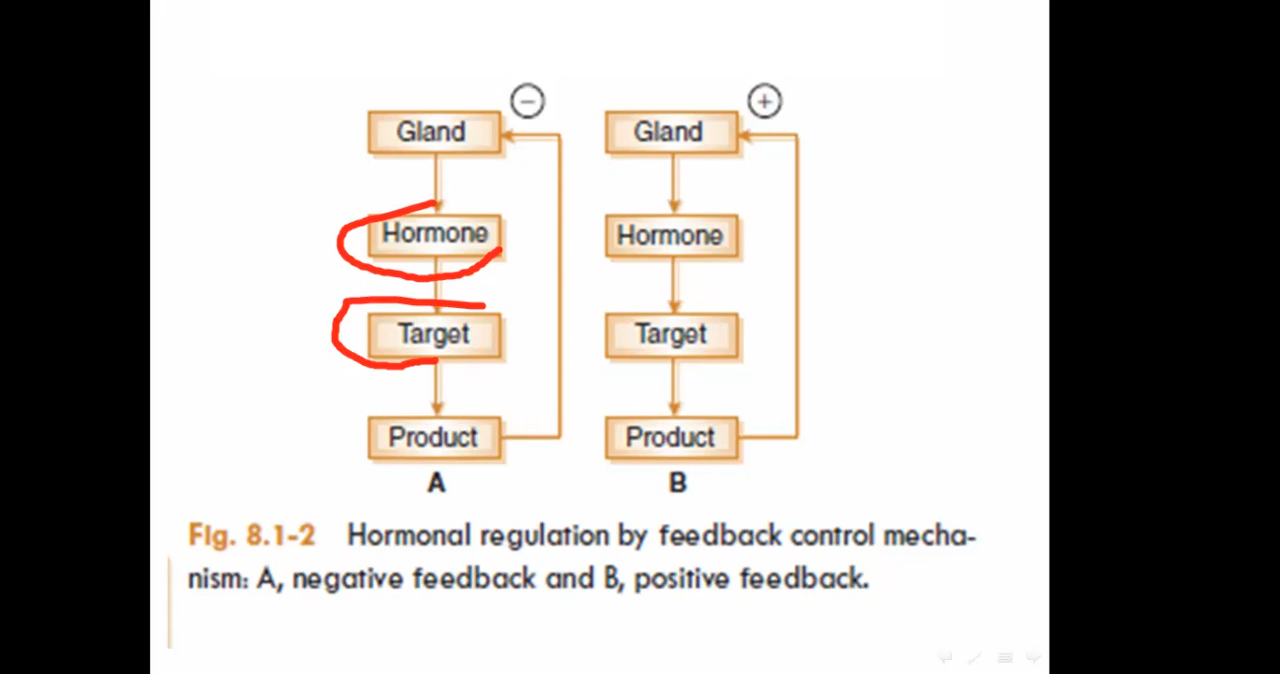 − +
Gland Gland
Hormone Hormone
Target Target
Product Product
A B
Fig. 8.1-2 Hormonal regulation by feedback control mecha-
nism: A, negative feedback and B, positive feedback.